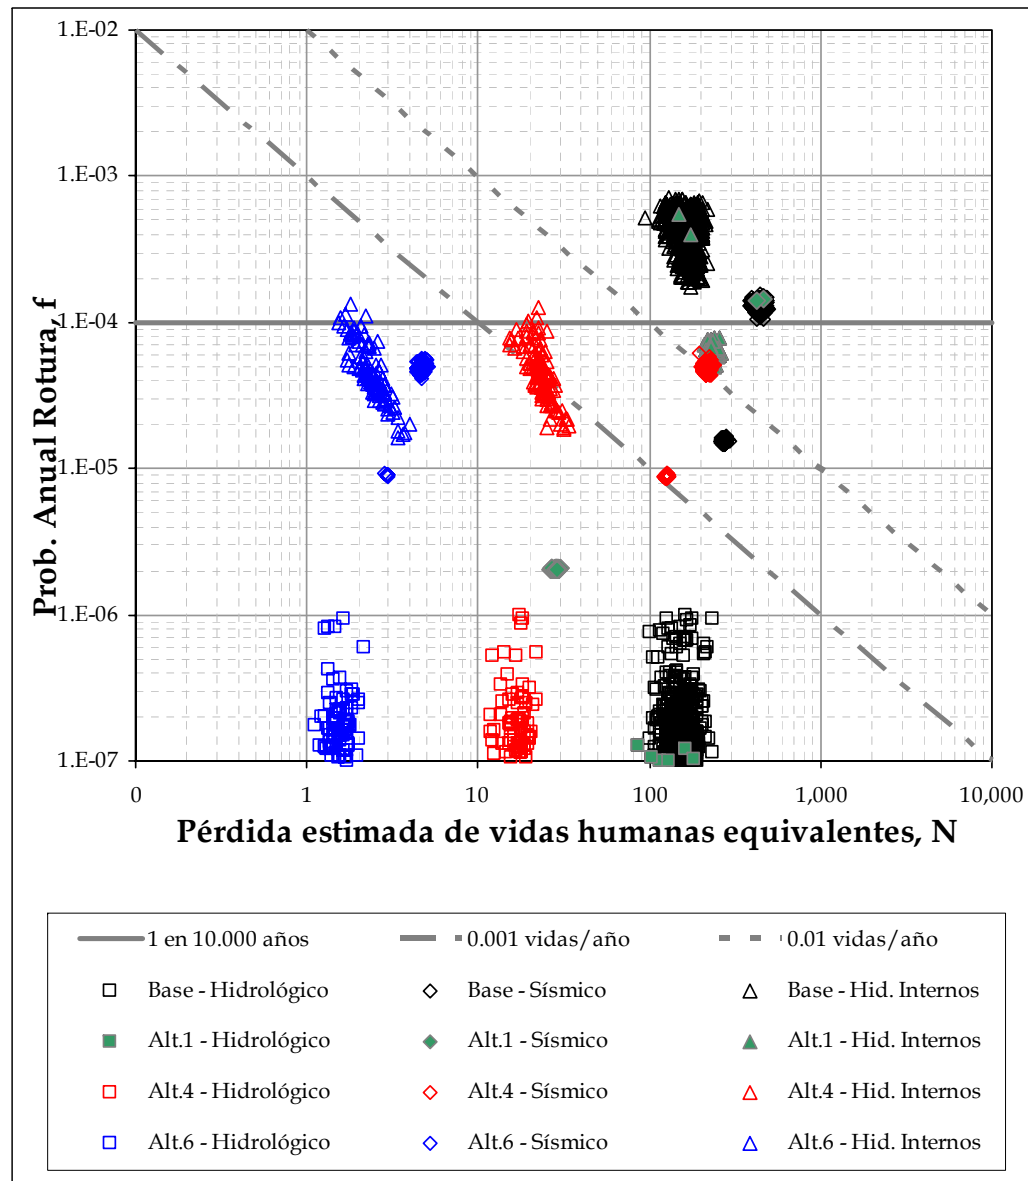 1.E-02
1.E-03
1.E-04
1.E-05
1.E-06
1.E-07
Prob. Anual Rotura, f
0 1 10 100 1,000 10,000
Pérdida estimada de vidas humanas equivalentes, N
1 en 10.000 años 0.001 vidas/año 0.01 vidas/año
Base - Hidrológico Base - Sísmico Base - Hid. Internos
Alt.1 - Hidrológico Alt.1 - Sísmico Alt.1 - Hid. Internos
Alt.4 - Hidrológico Alt.4 - Sísmico Alt.4 - Hid. Internos
Alt.6 - Hidrológico Alt.6 - Sísmico Alt.6 - Hid. Internos